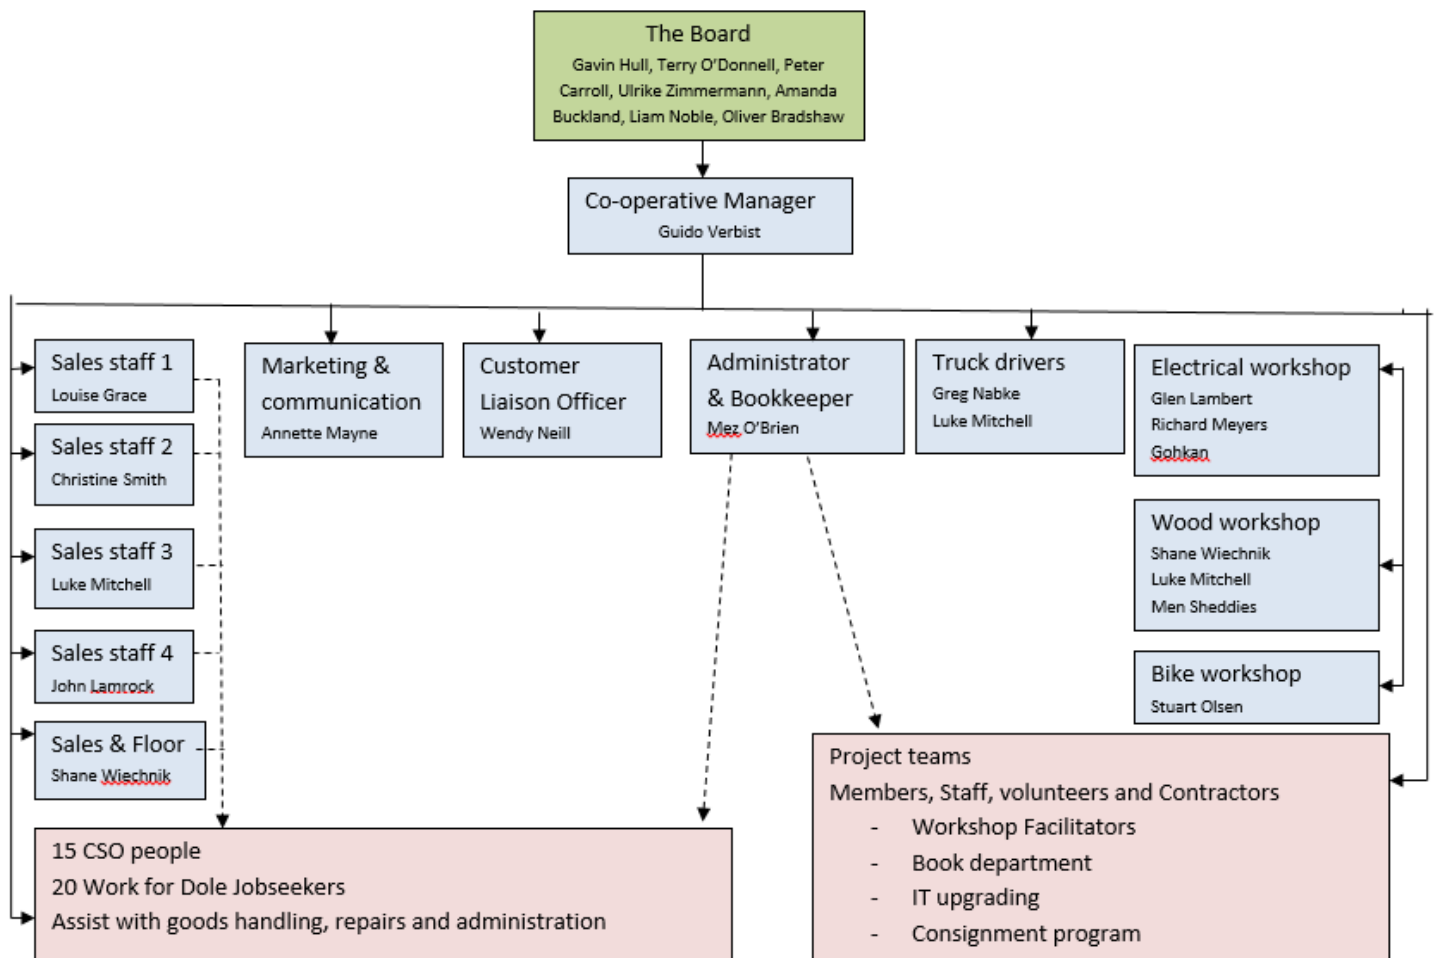 The Board
Gavin Hull, Terry O'Donnell, Peter
Carroll, Ulrike Zimmermann, Amanda
Buckland, Liam Noble, Oliver Bradshaw
Co-operative Manager
Guido Verbist
Sales staff 1
Louise Grace
Sales staff 2
Christine Smith
Sales staff 3
Luke Mitchell
Sales staff 4
John Lamrock
Sales & Floor
Shane Wiechnik
Marketing &
communication
Annette Mayne
Customer
Liaison Officer
Wendy Neill
Administrator
& Bookkeeper
Mez O'Brien
Truck drivers
Greg Nabke
Luke Mitchell
Electrical workshop
Glen Lambert
Richard Meyers
Gohkan
Wood workshop
Shane Wiechnik
Luke Mitchell
Men Sheddies
Bike workshop
Stuart Olsen
15 CSO people
20 Work for Dole Jobseekers
Assist with goods handling, repairs and administration
Project teams
Members, Staff, volunteers and Contractors
- Workshop Facilitators
- Book department
- IT upgrading
- Consignment program